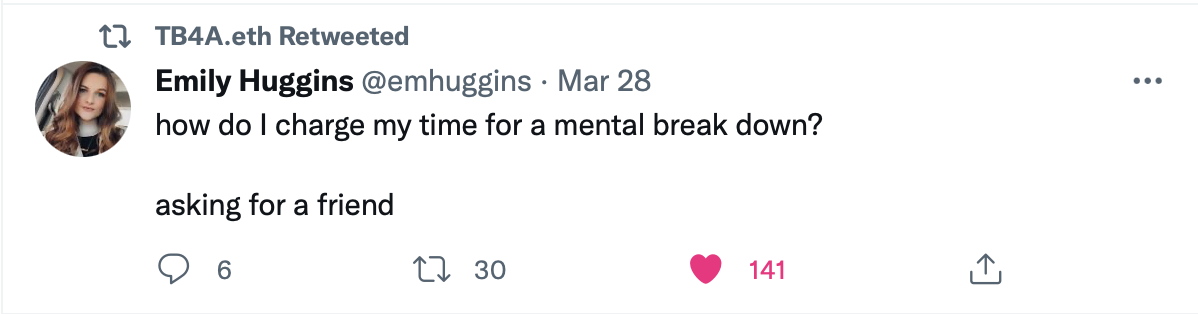 TB4A.eth Retweeted
Emily Huggins @emhuggins · Mar 28
how do I charge my time for a mental break down?
asking for a friend
6 30 141